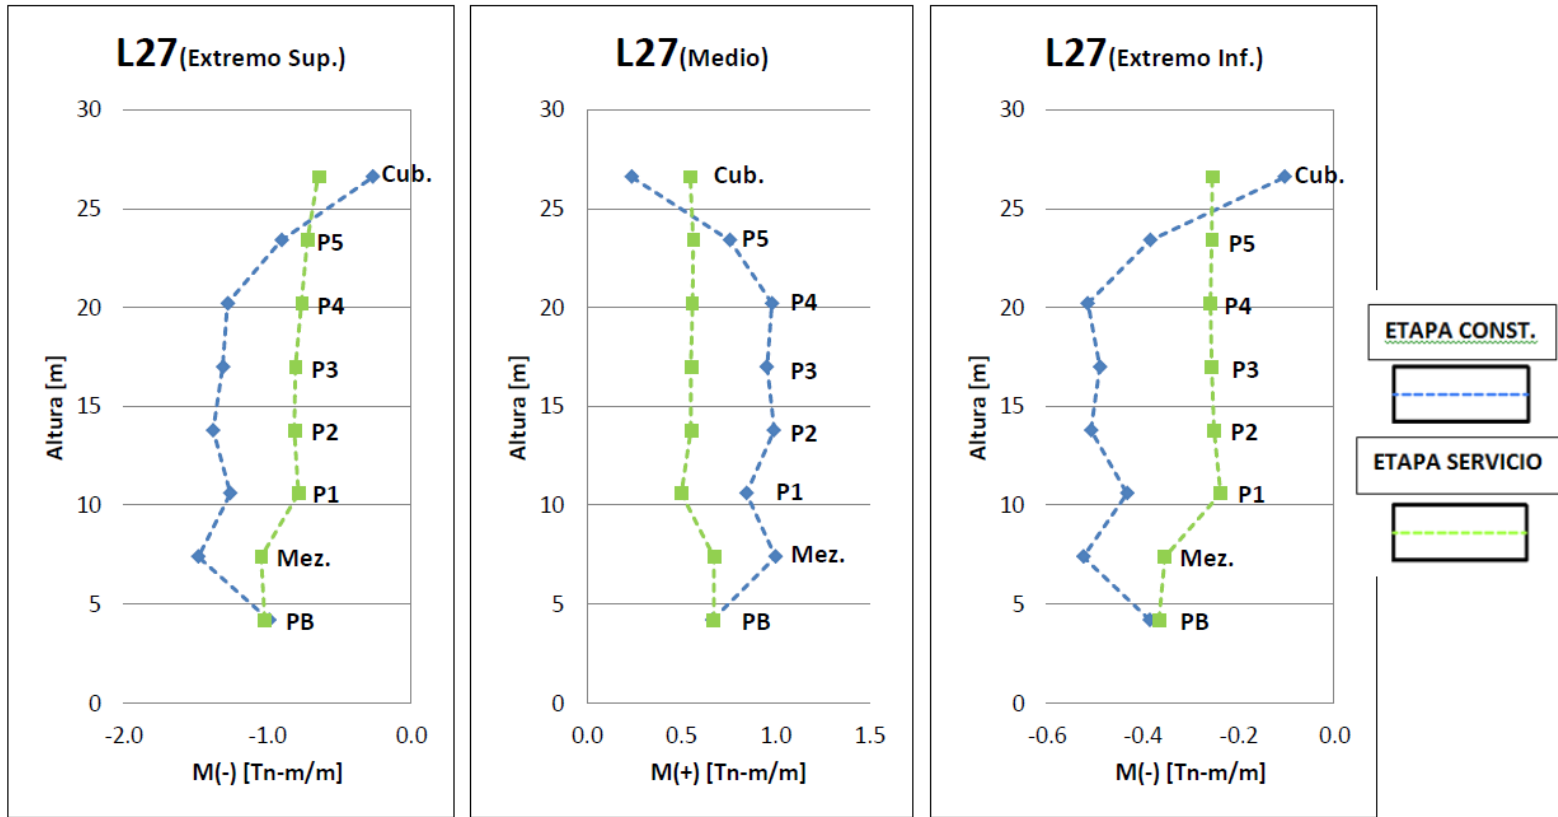 L27(Extremo Sup.)
30
25
20
15
10
5
0
Altura [m]
Cub.
P5
P4
P3
P2
P1
Mez.
PB
-2.0 -1.0 0.0
M(-) [Tn-m/m]
L27(Medio)
30
25
20
15
10
5
0
Altura [m]
Cub.
P5
P4
P3
P2
P1
Mez.
PB
0.0 0.5 1.0 1.5
M(+) [Tn-m/m]
L27(Extremo Inf.)
30
25
20
15
10
5
0
Altura [m]
Cub.
P5
P4
P3
P2
P1
Mez.
PB
-0.6 -0.4 -0.2 0.0
M(-) [Tn-m/m]
ETAPA CONST.
ETAPA SERVICIO